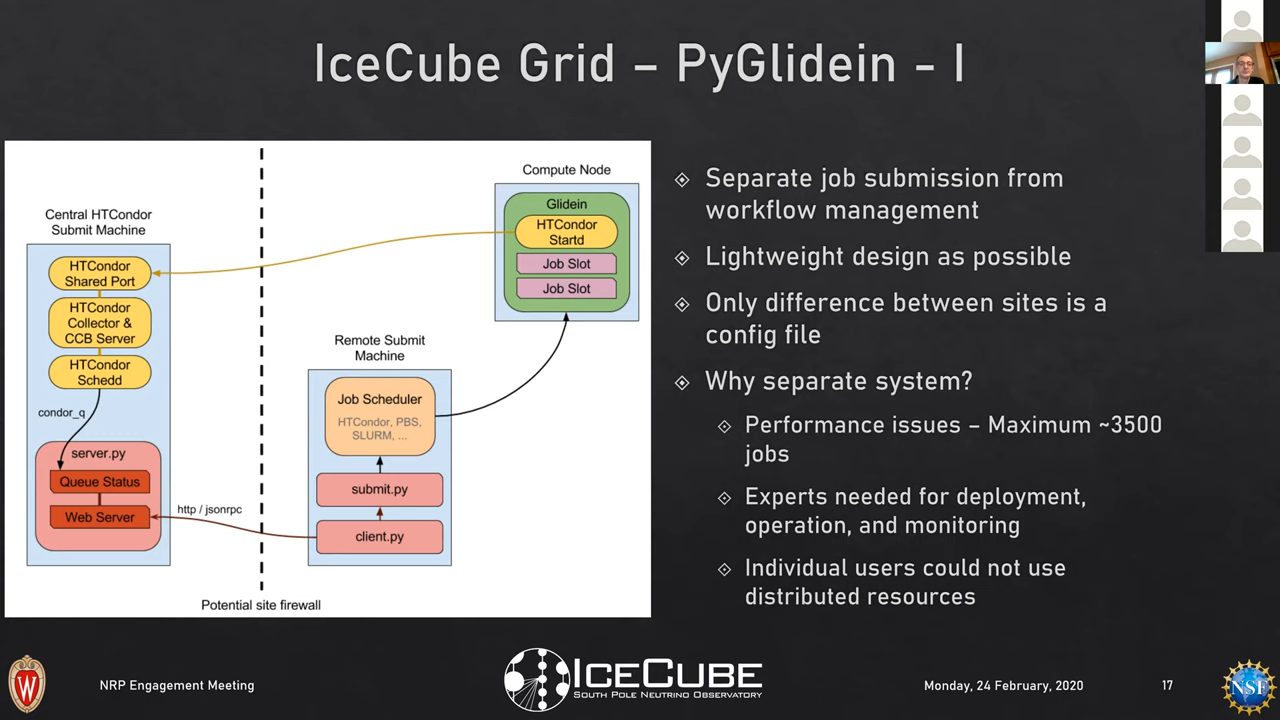 IceCube Grid – PyGlidein - I
Central HTCondor
Submit Machine
HTCondor
Shared Port
HTCondor
Collector &
CCB Server
HTCondor
Schedd
condor_q
server.py
Queue Status
Web Server
http / jsonrpc
Potential site firewall
Remote Submit
Machine
Job Scheduler
HTCondor, PBS,
SLURM, ...
submit.py
client.py
Compute Node
Glidein
HTCondor
Startd
Job Slot
Job Slot
Separate job submission from
workflow management
Lightweight design as possible
Only difference between sites is a
config file
Why separate system?
Performance issues – Maximum ~3500
jobs
Experts needed for deployment,
operation, and monitoring
Individual users could not use
distributed resources
W
NRP Engagement Meeting
ICECUBE
SOUTH POLE NEUTRINO OBSERVATORY
Monday, 24 February, 2020
17
NSF